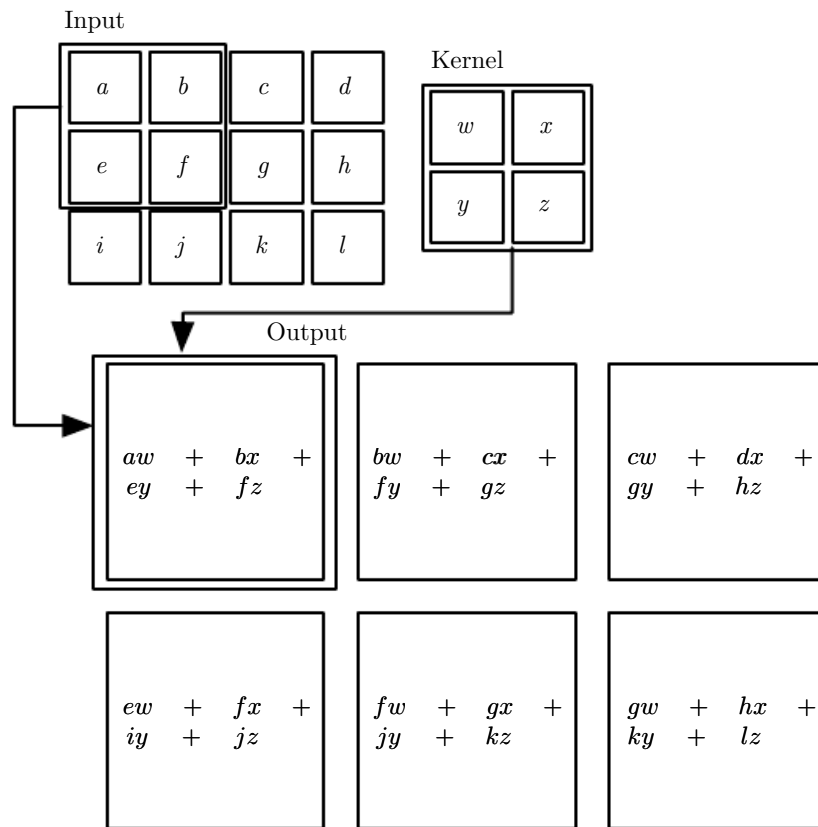 Input
Kernel
a b c d
w x
e f g h
y z
i j k l
Output
aw + bx +
ey + fz
bw + cx +
fy + gz
cw + dx +
gy + hz
ew + fx +
iy + jz
fw + gx +
jy + kz
gw + hx +
ky + lz